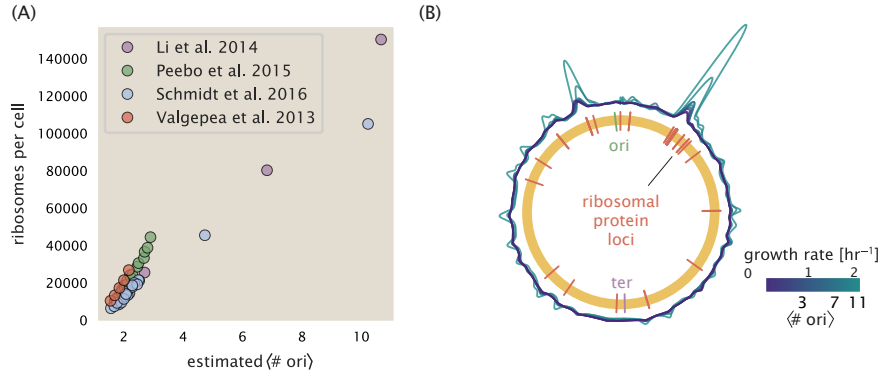 (A)
Li et al. 2014
Peebo et al. 2015
Schmidt et al. 2016
Valgepea et al. 2013
ribosomes per cell
140000
120000
100000
80000
60000
40000
20000
0
2 4 6 8 10
estimated ⟨# ori⟩
(B)
ori
ribosomal
protein
loci
ter
growth rate [hr⁻¹]
0 1 2
3 7 11
⟨# ori⟩